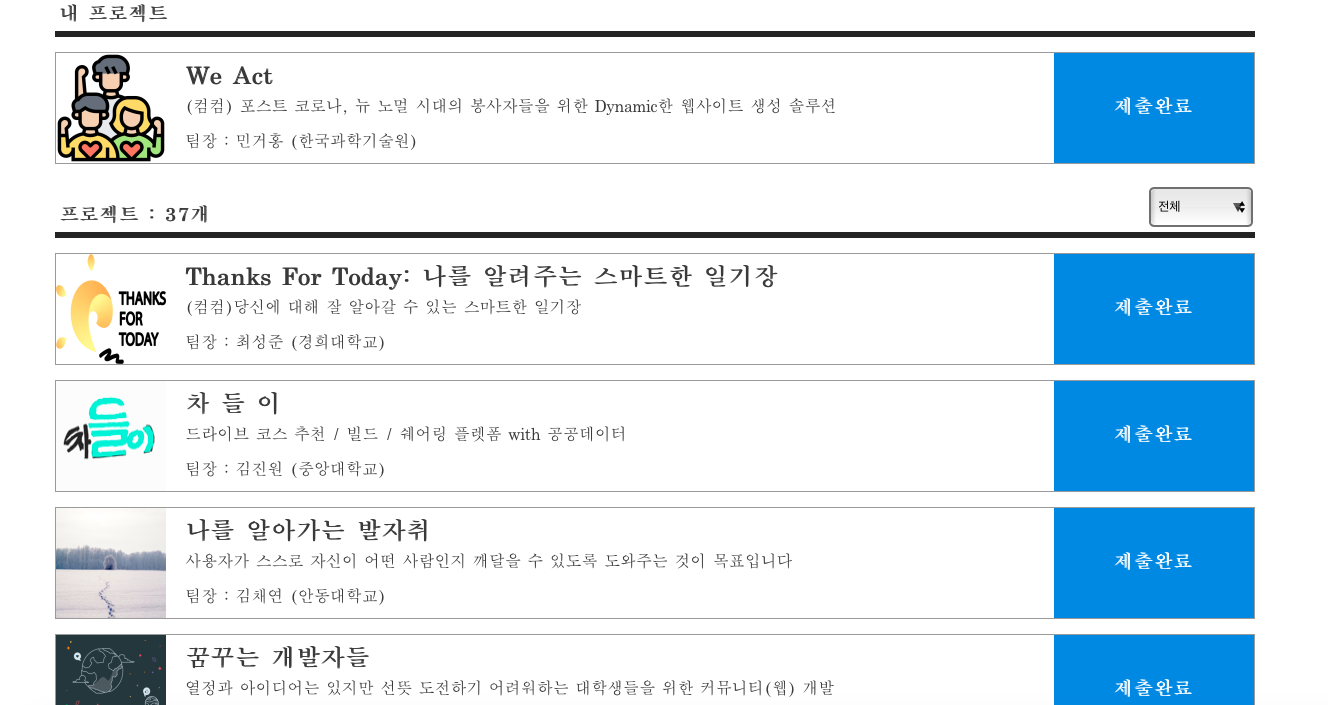 내 프로젝트
We Act
(컴컴) 포스트 코로나, 뉴 노멀 시대의 봉사자들을 위한 Dynamic한 웹사이트 생성 솔루션
팀장 : 민거홍 (한국과학기술원)
제출완료
프로젝트 : 37개
전체
THANKS
FOR
TODAY
Thanks For Today: 나를 알려주는 스마트한 일기장
(컴컴)당신에 대해 잘 알아갈 수 있는 스마트한 일기장
팀장 : 최성준 (경희대학교)
제출완료
차들이
차 들 이
드라이브 코스 추천 / 빌드 / 쉐어링 플렛폼 with 공공데이터
팀장 : 김진원 (중앙대학교)
제출완료
나를 알아가는 발자취
사용자가 스스로 자신이 어떤 사람인지 깨달을 수 있도록 도와주는 것이 목표입니다
팀장 : 김채연 (안동대학교)
제출완료
꿈꾸는 개발자들
열정과 아이디어는 있지만 선뜻 도전하기 어려워하는 대학생들을 위한 커뮤니티(웹) 개발
제출완료